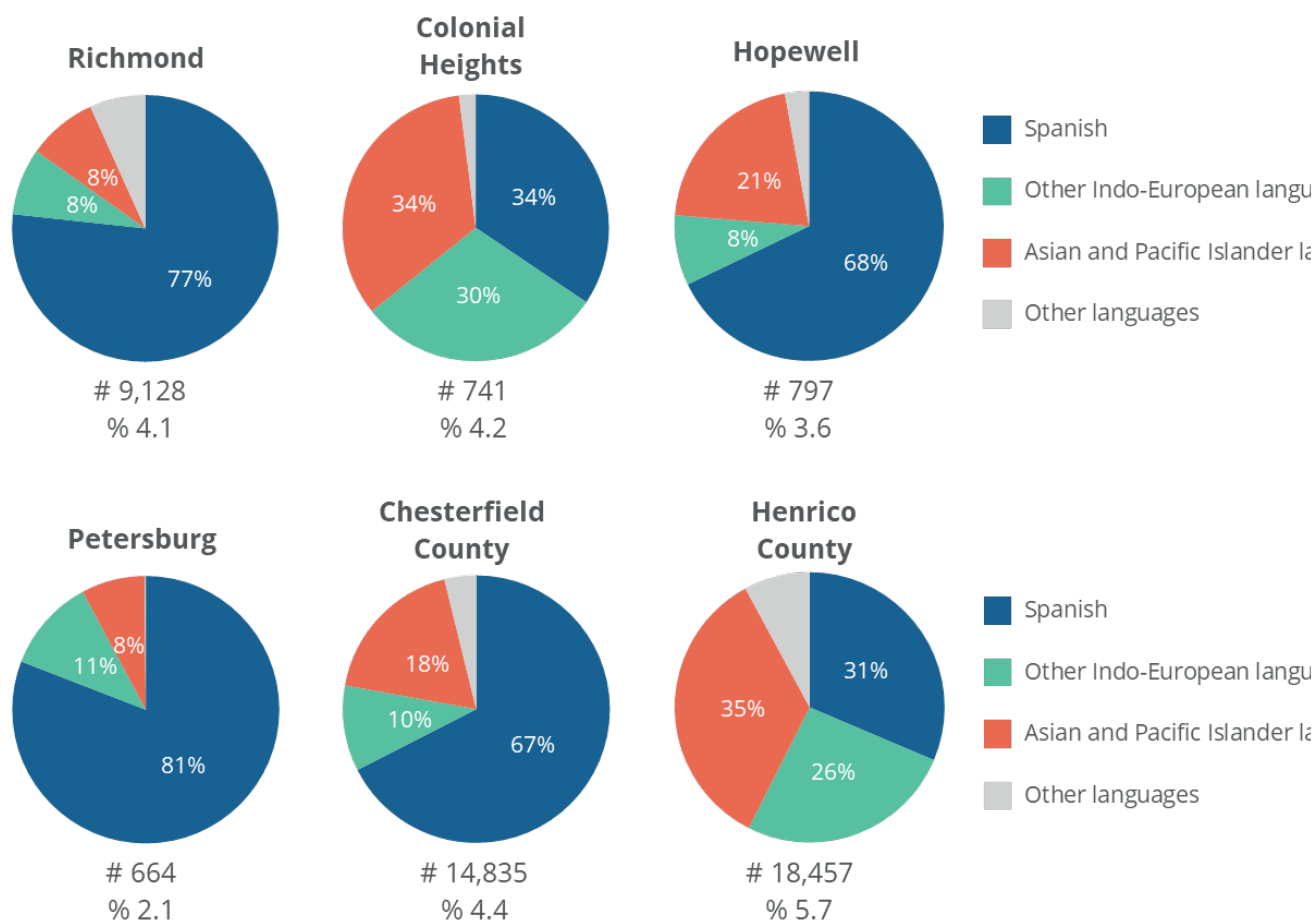 Richmond
Colonial
Heights
Hopewell
8%
8%
77%
34%
34%
30%
21%
8%
68%
Spanish
Other Indo-European langu
Asian and Pacific Islander la
Other languages
# 9,128
% 4.1
# 741
% 4.2
# 797
% 3.6
Petersburg
Chesterfield
County
Henrico
County
8%
11%
81%
18%
10%
67%
31%
35%
26%
Spanish
Other Indo-European langu
Asian and Pacific Islander la
Other languages
# 664
% 2.1
# 14,835
% 4.4
# 18,457
% 5.7